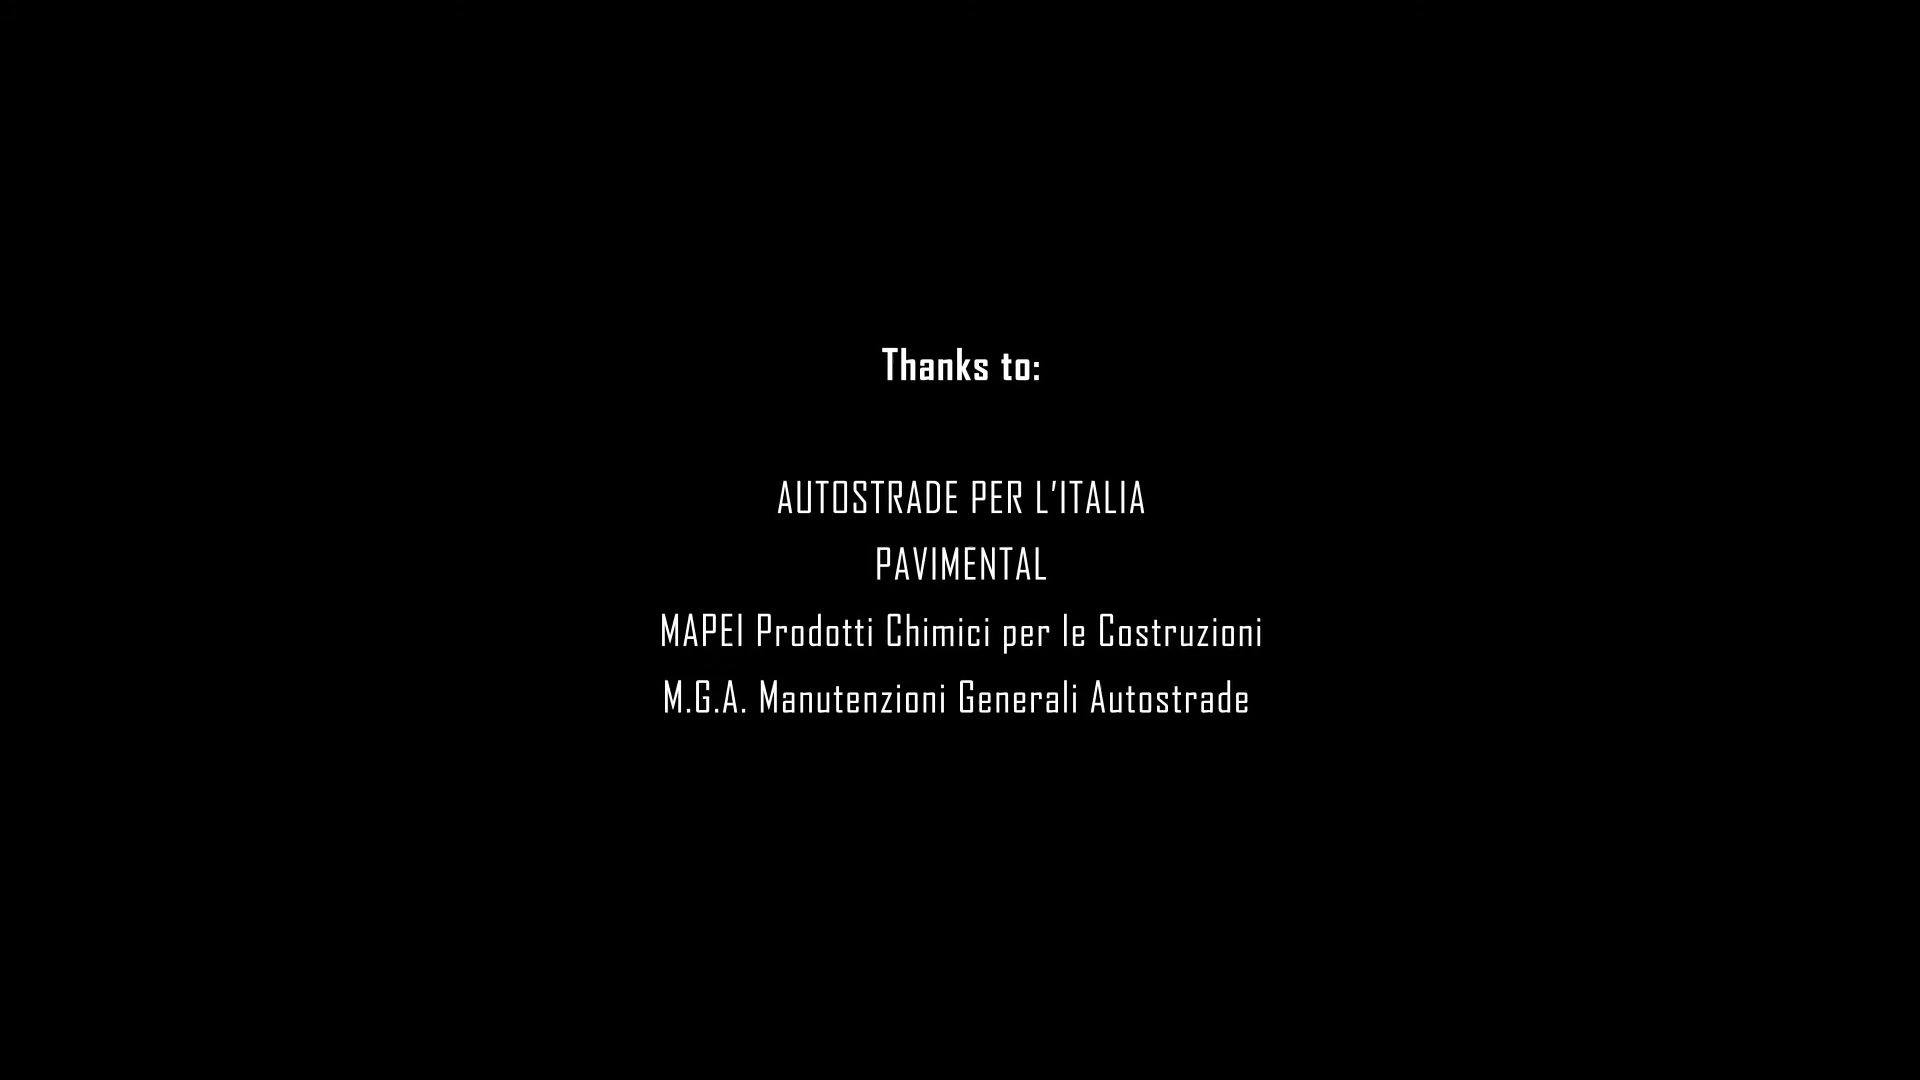 Thanks to:
AUTOSTRADE PER L’ITALIA
PAVIMENTAL
MAPEI Prodotti Chimici per le Costruzioni
M.G.A. Manutenzioni Generali Autostrade